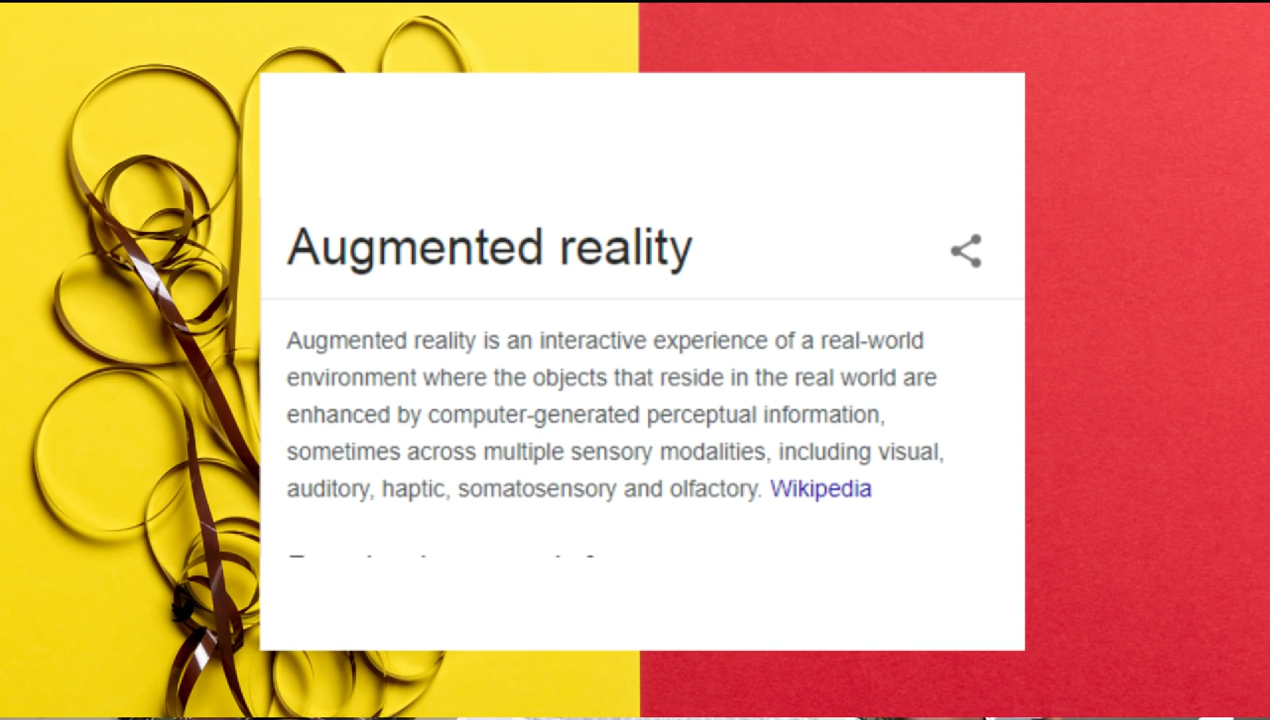 Augmented reality
Augmented reality is an interactive experience of a real-world
environment where the objects that reside in the real world are
enhanced by computer-generated perceptual information,
sometimes across multiple sensory modalities, including visual,
auditory, haptic, somatosensory and olfactory. Wikipedia